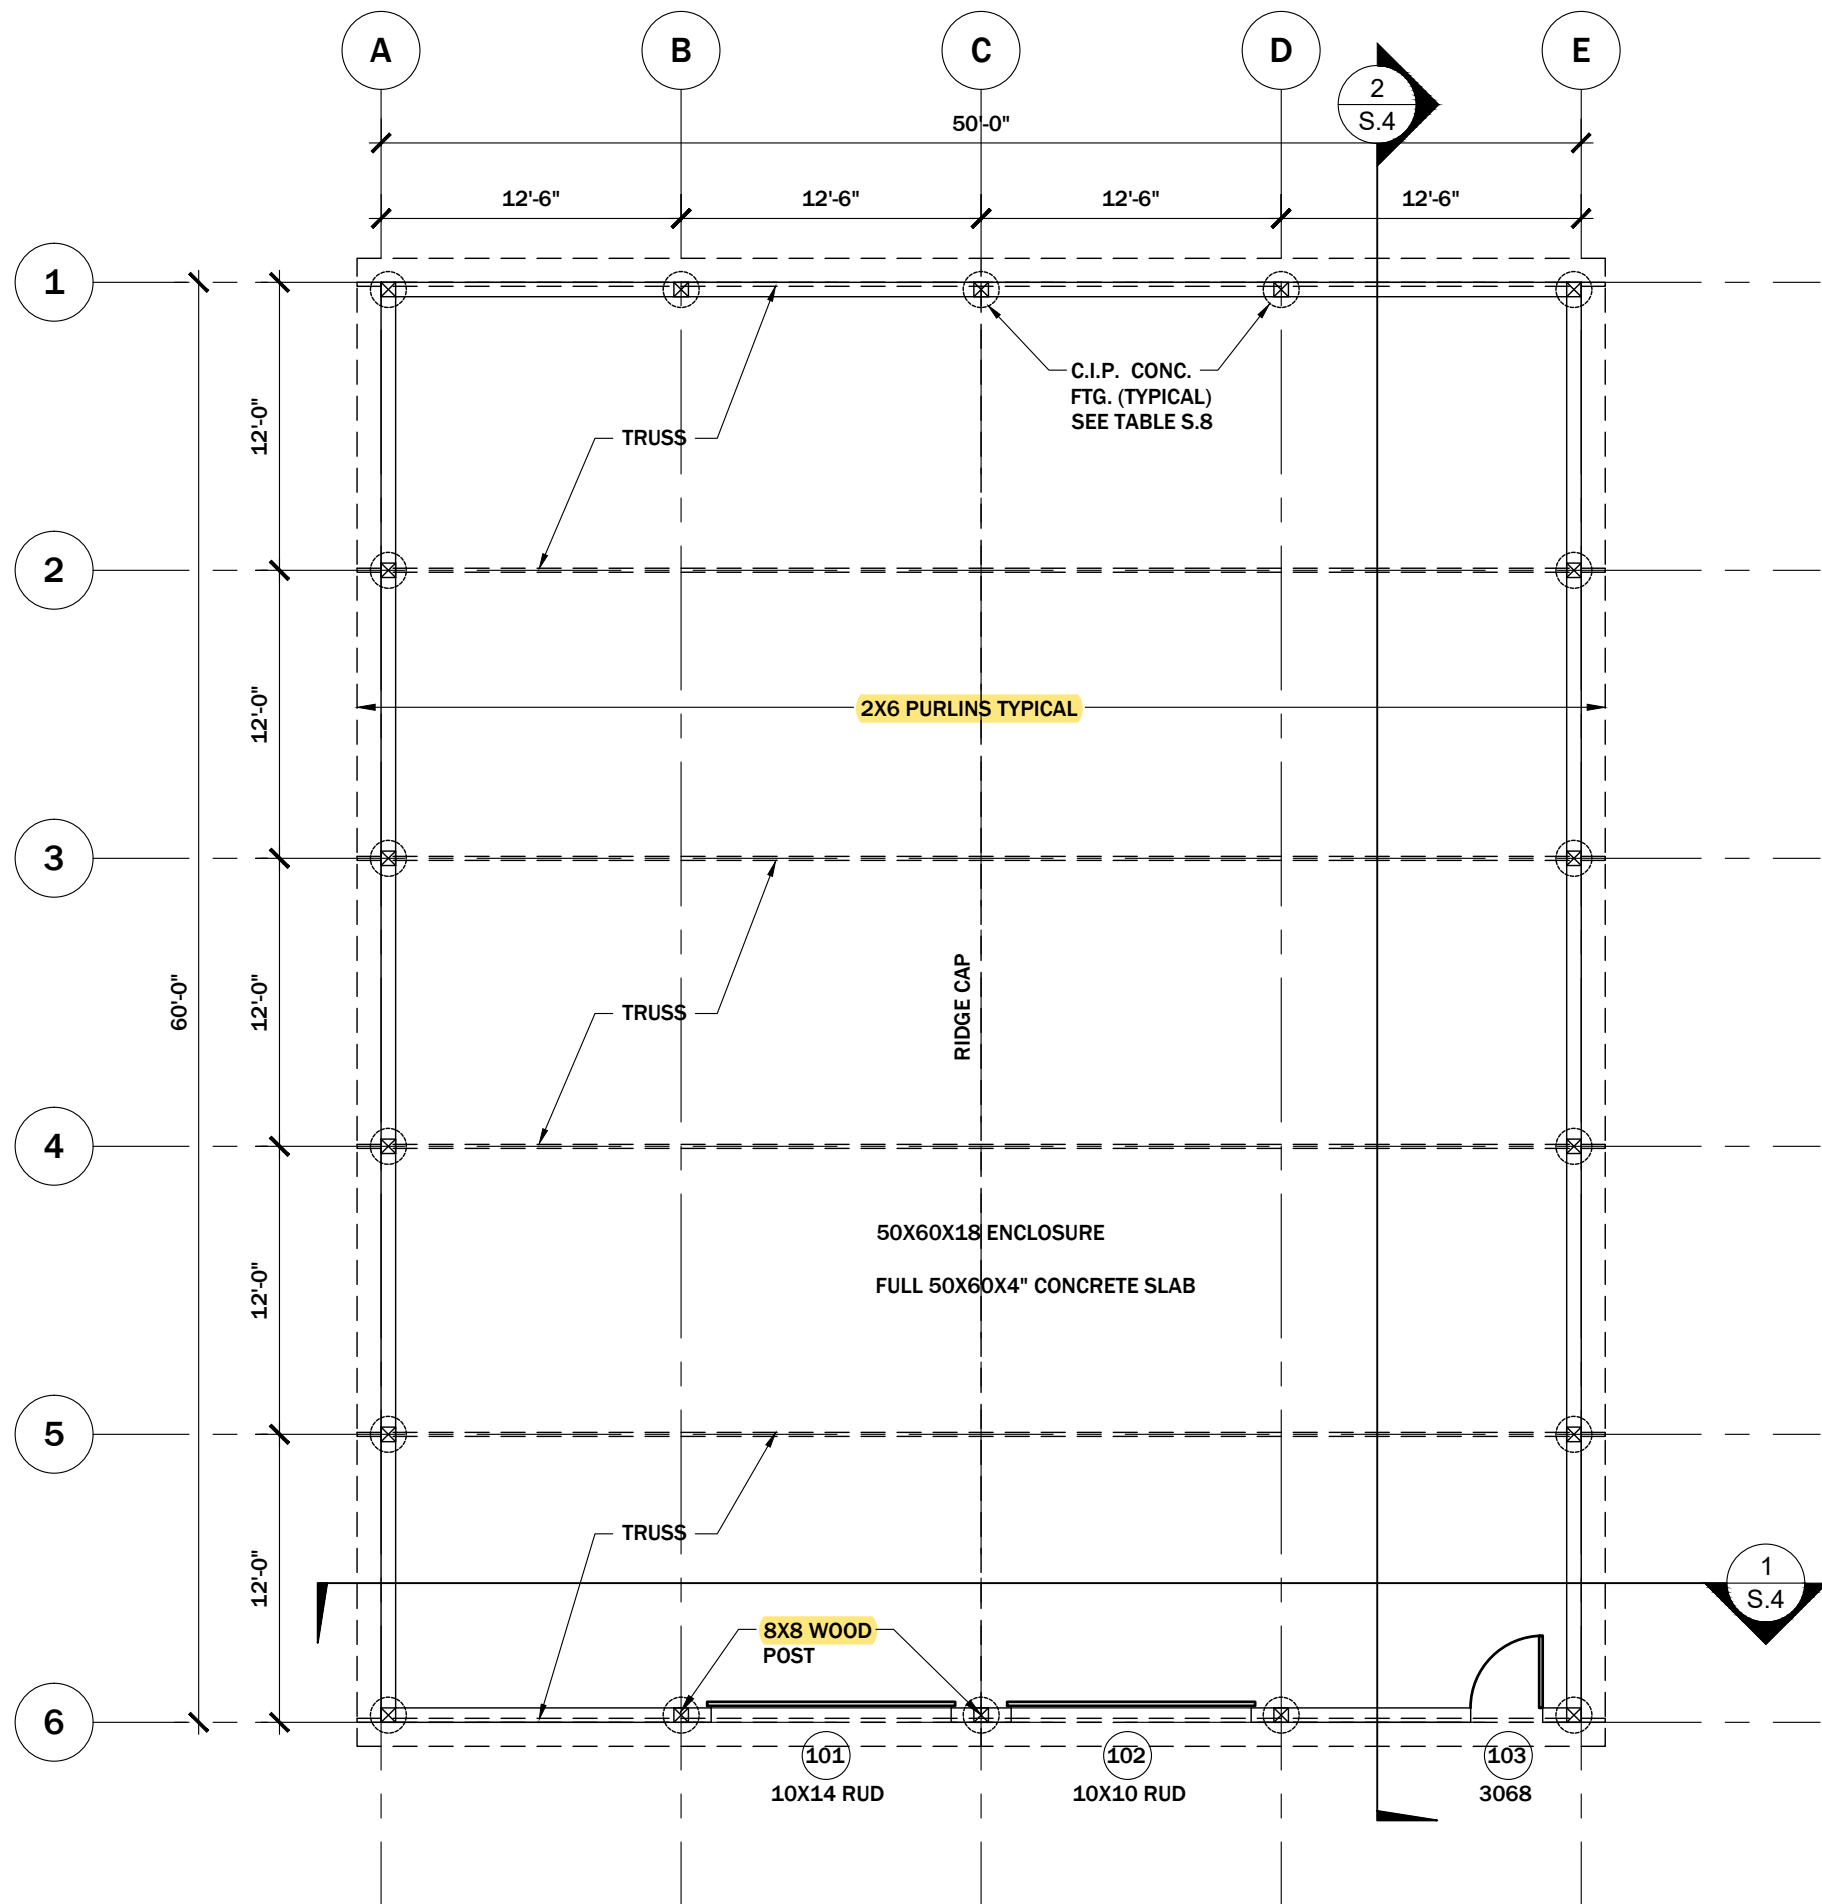 A B C D E
2
S.4
50'-0"
12'-6" 12'-6" 12'-6" 12'-6"
1
C.I.P. CONC.
FTG. (TYPICAL)
SEE TABLE S.8
12'-0"
TRUSS
2
2X6 PURLINS TYPICAL
12'-0"
3
60'-0"
12'-0"
TRUSS
RIDGE CAP
4
50X60X18 ENCLOSURE
FULL 50X60X4" CONCRETE SLAB
12'-0"
5
TRUSS
12'-0"
1
S.4
8X8 WOOD
POST
6
101
10X14 RUD
102
10X10 RUD
103
3068